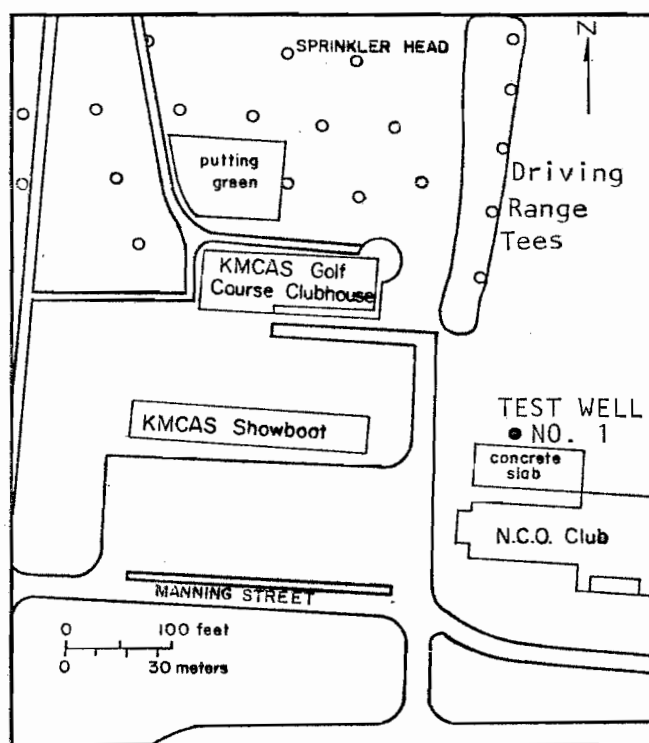 SPRINKLER HEAD
N
putting
green
Driving
Range
Tees
KMCAS Golf
Course Clubhouse
TEST WELL
NO. 1
KMCAS Showboat
concrete
slab
N.C.O. Club
MANNING STREET
0 100 feet
0 30 meters